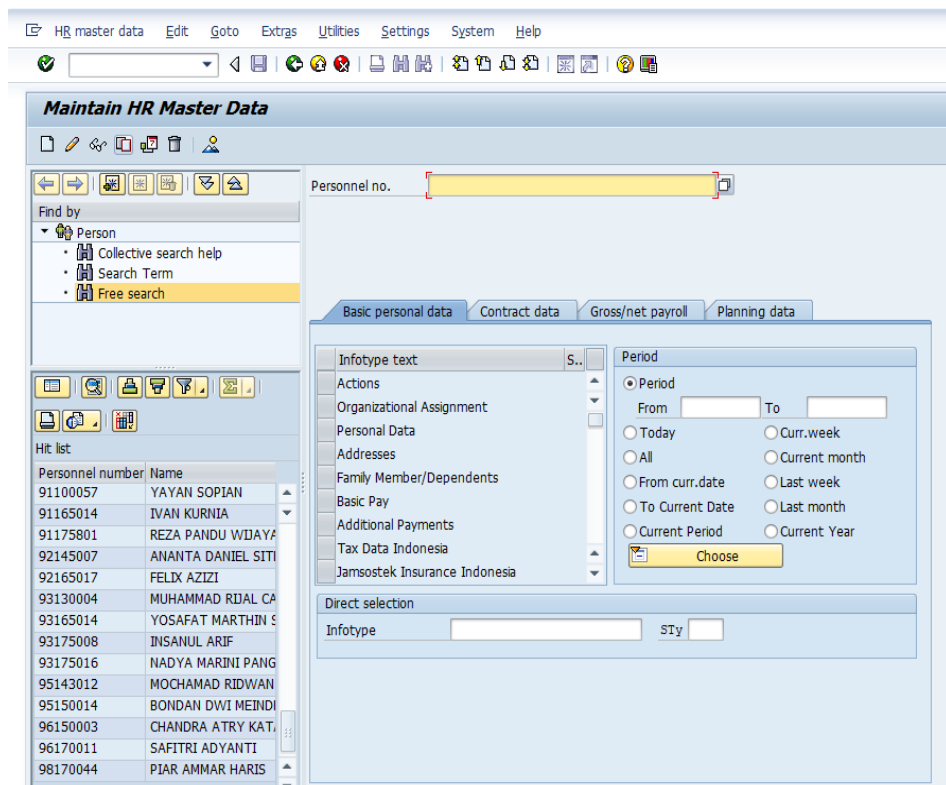 HR master data Edit Goto Extras Utilities Settings System Help
Maintain HR Master Data
Personnel no.
Find by
Person
Collective search help
Search Term
Free search
Basic personal data Contract data Gross/net payroll Planning data
Infotype text S..
Actions
Organizational Assignment
Personal Data
Addresses
Family Member/Dependents
Basic Pay
Additional Payments
Tax Data Indonesia
Jamsostek Insurance Indonesia
Period
Period
From To
Today Curr.week
All Current month
From curr.date Last week
To Current Date Last month
Current Period Current Year
Choose
Direct selection
Infotype STy
Hit list
Personnel number Name
91100057 YAYAN SOPIAN
91165014 IVAN KURNIA
91175801 REZA PANDU WIJAYA
92145007 ANANTA DANIEL SIT
92165017 FELIX AZIZI
93130004 MUHAMMAD RIJAL CA
93165014 YOSAFAT MARTHIN S
93175008 INSANUL ARIF
93175016 NADYA MARINI PANG
95143012 MOCHAMAD RIDWAN
95150014 BONDAN DWI MEIND
96150003 CHANDRA ATRY KAT
96170011 SAFITRI ADYANTI
98170044 PIAR AMMAR HARIS